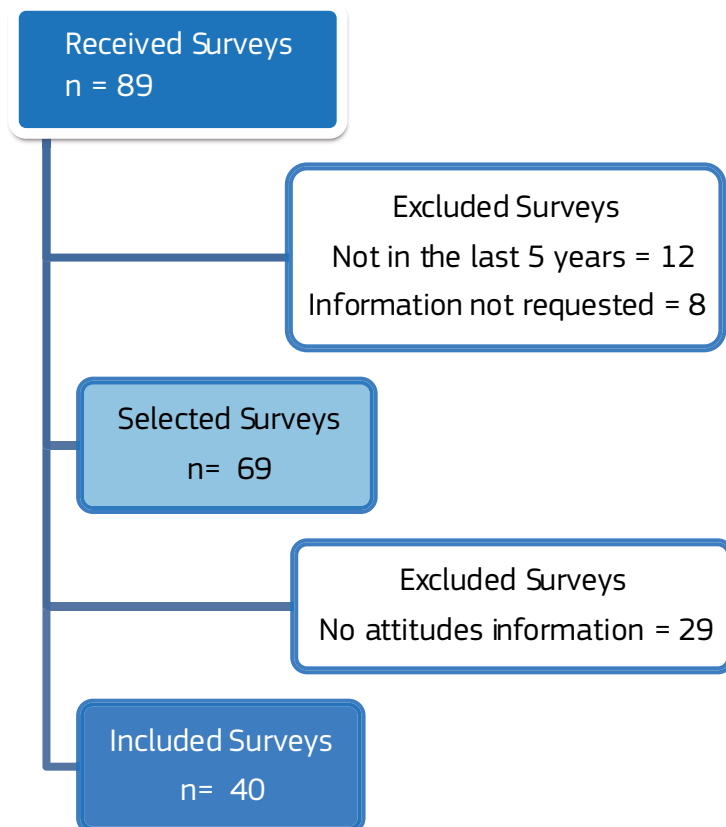 Received Surveys
n = 89
Excluded Surveys
Not in the last 5 years = 12
Information not requested = 8
Selected Surveys
n= 69
Excluded Surveys
No attitudes information = 29
Included Surveys
n= 40